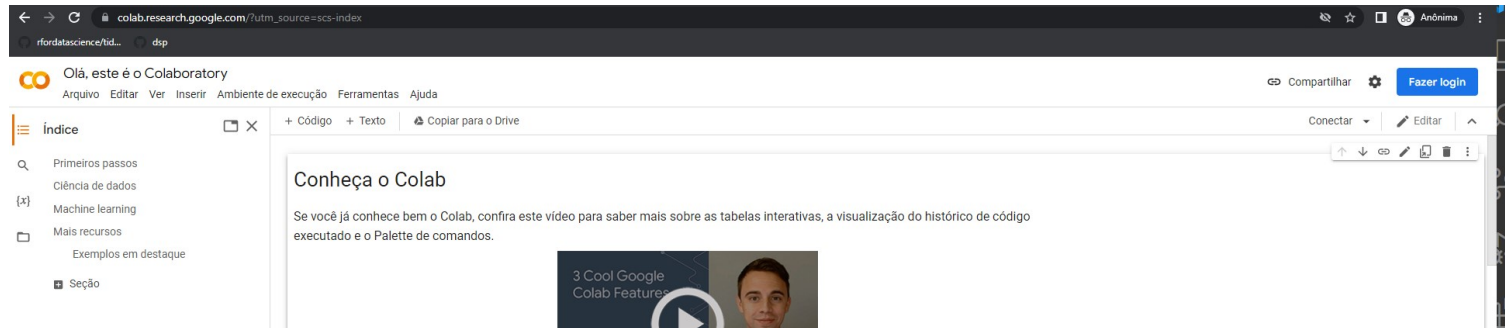 colab.research.google.com/?utm_source=scs-index
Anônima
rfordatascience/tid...
dsp
Olá, este é o Colaboratory
Arquivo Editar Ver Inserir Ambiente de execução Ferramentas Ajuda
Compartilhar
Fazer login
Índice
+ Código + Texto Copiar para o Drive
Conectar
Editar
Primeiros passos
Ciência de dados
{x}
Machine learning
Mais recursos
Exemplos em destaque
Seção
Conheça o Colab
Se você já conhece bem o Colab, confira este vídeo para saber mais sobre as tabelas interativas, a visualização do histórico de código
executado e o Palette de comandos.
3 Cool Google
Colab Features